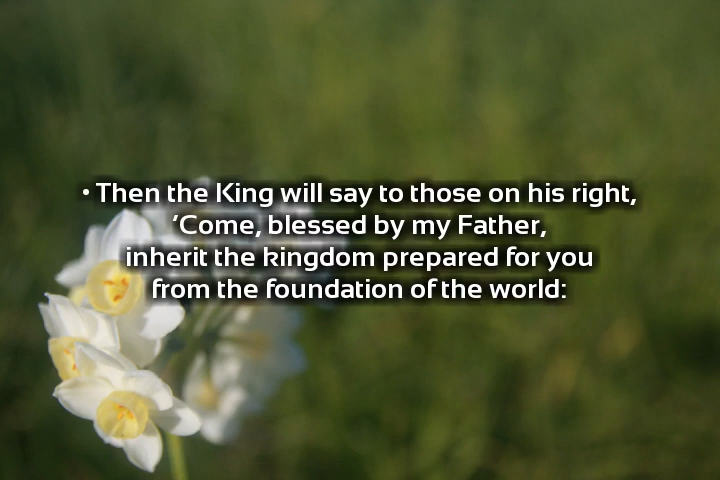 • Then the King will say to those on his right,
‘Come, blessed by my Father,
inherit the kingdom prepared for you
from the foundation of the world: